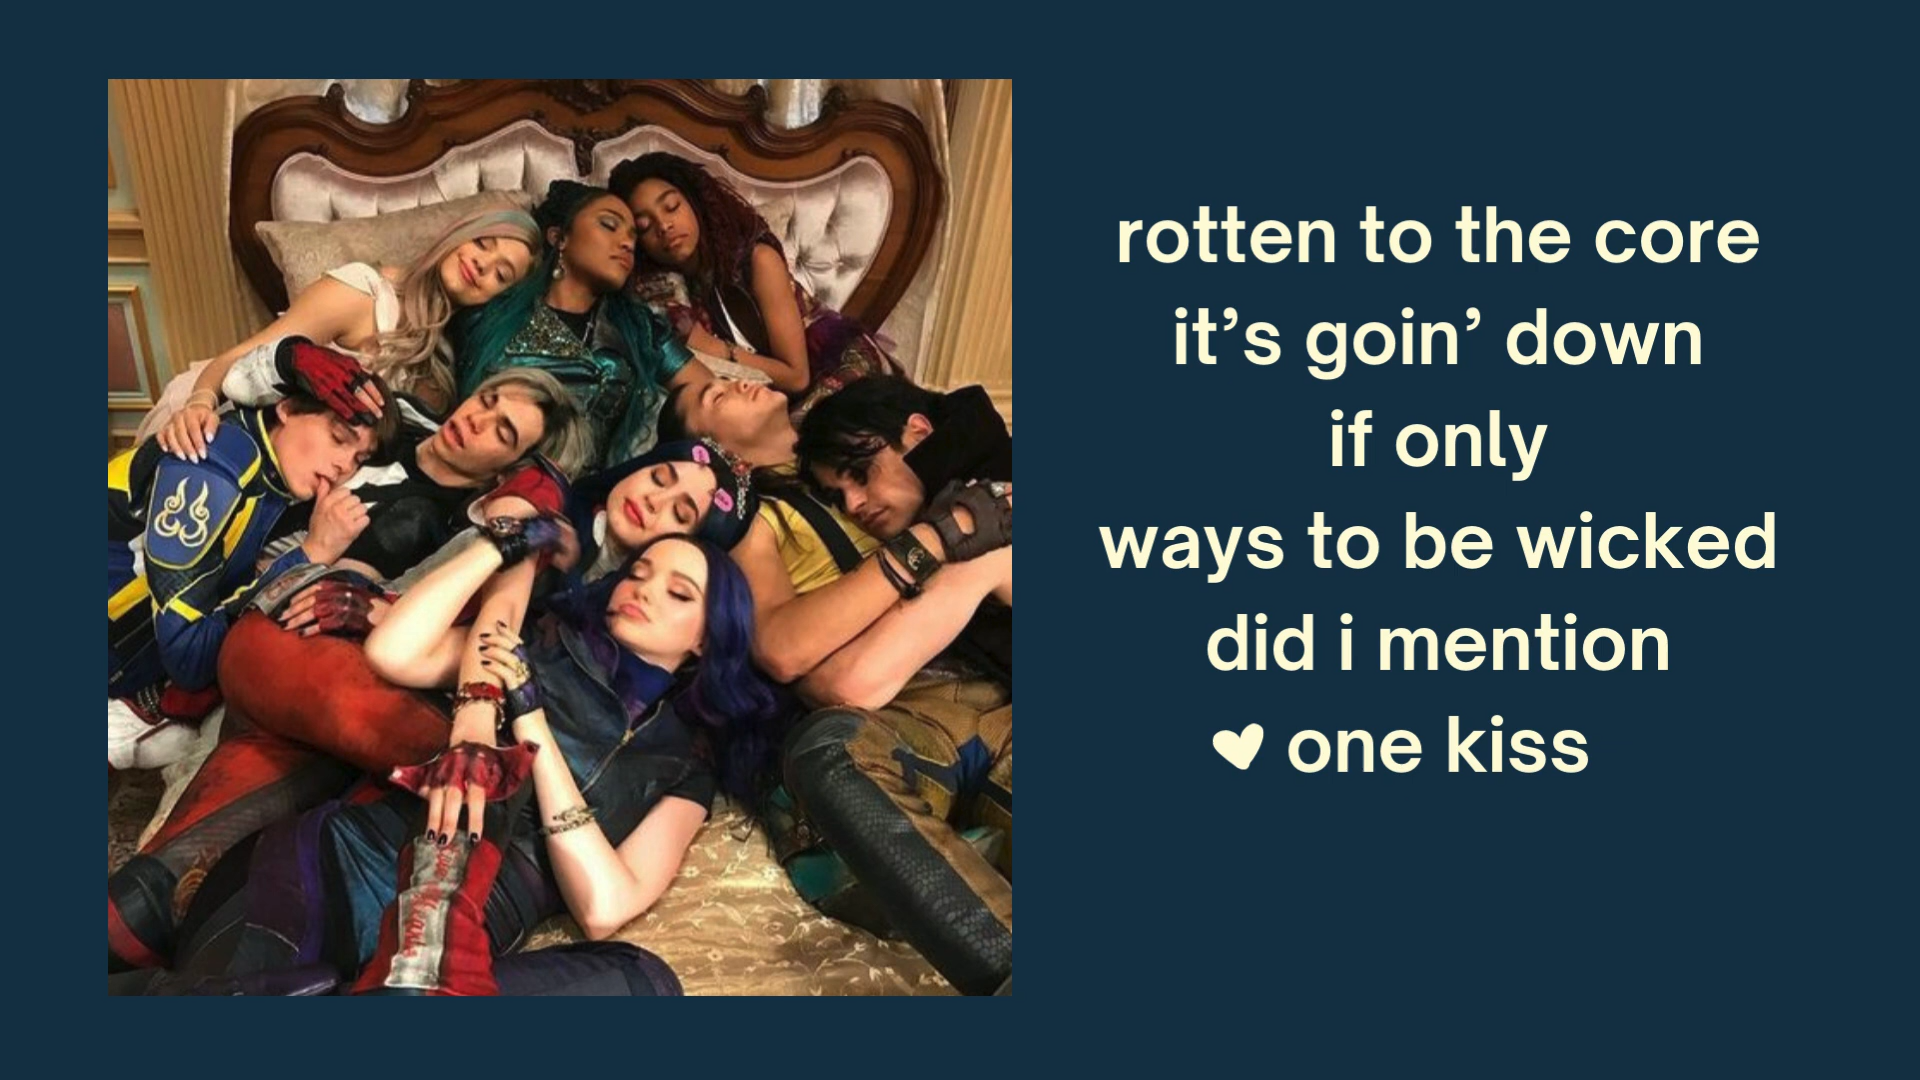 rotten to the core
it’s goin’ down
if only
ways to be wicked
did i mention
one kiss